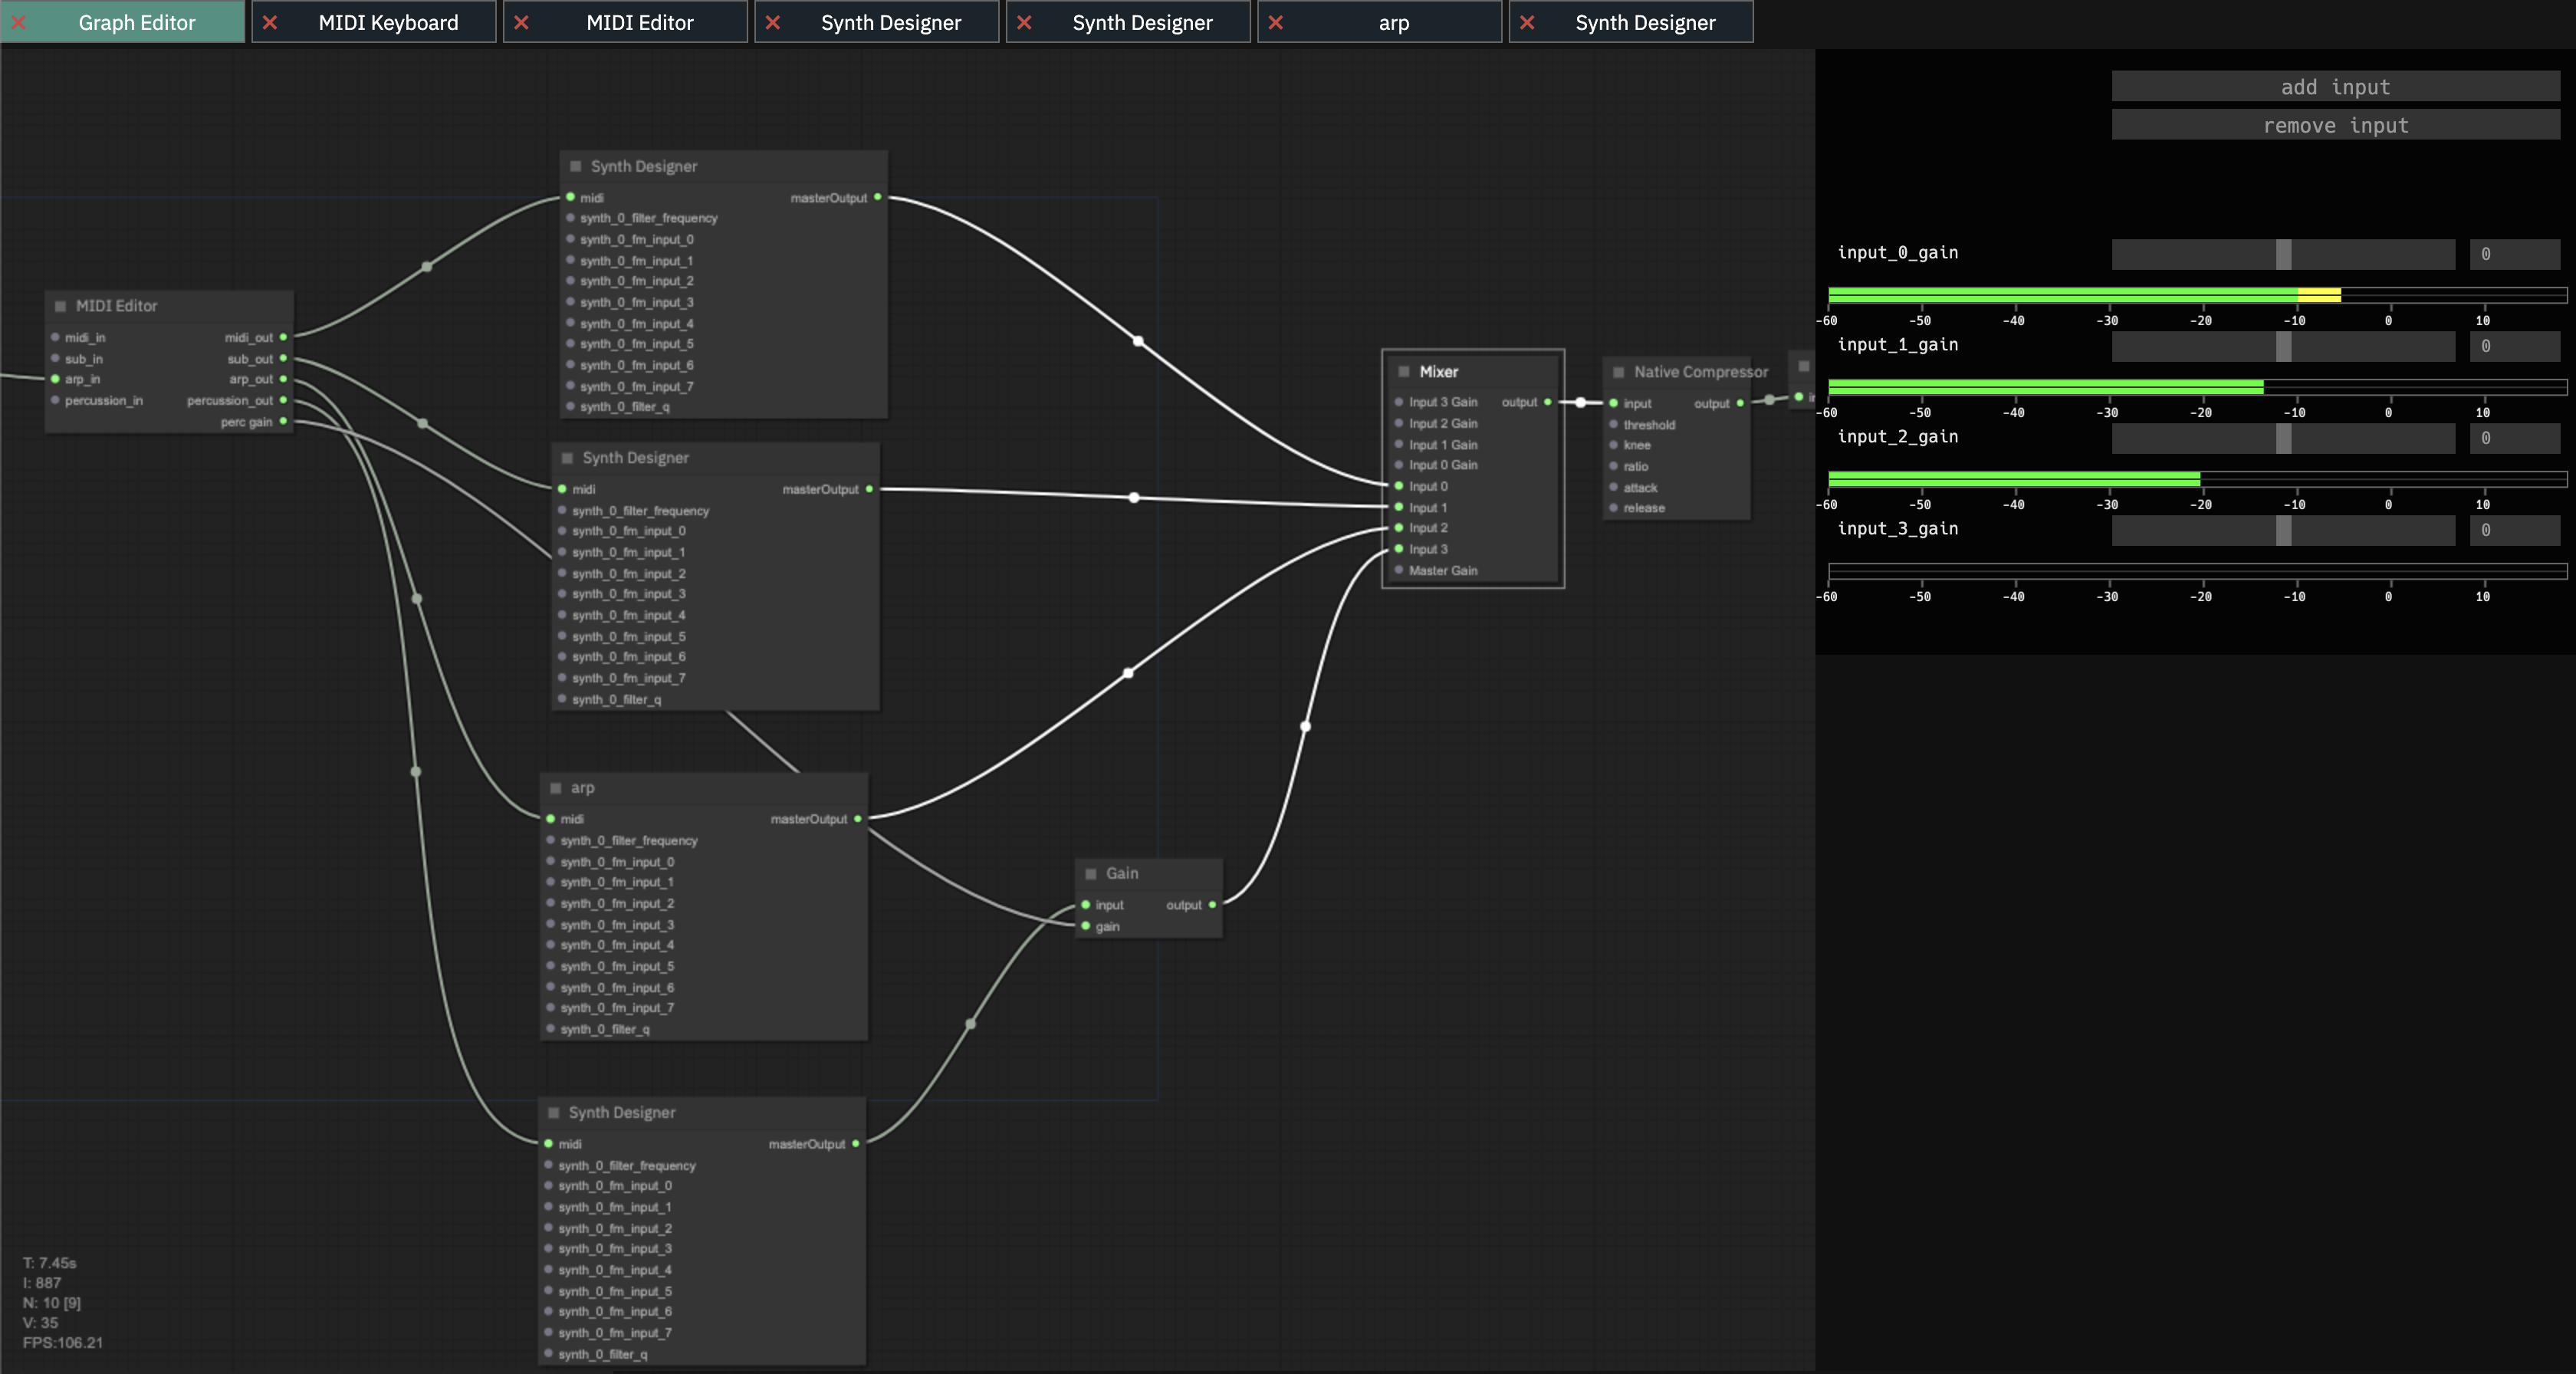 Graph Editor
MIDI Keyboard
MIDI Editor
Synth Designer
Synth Designer
arp
Synth Designer
MIDI Editor
midi_in midi_out
sub_in sub_out
arp_in arp_out
percussion_in percussion_out
perc gain
Synth Designer
midi masterOutput
synth_0_filter_frequency
synth_0_fm_input_0
synth_0_fm_input_1
synth_0_fm_input_2
synth_0_fm_input_3
synth_0_fm_input_4
synth_0_fm_input_5
synth_0_fm_input_6
synth_0_fm_input_7
synth_0_filter_q
Synth Designer
midi masterOutput
synth_0_filter_frequency
synth_0_fm_input_0
synth_0_fm_input_1
synth_0_fm_input_2
synth_0_fm_input_3
synth_0_fm_input_4
synth_0_fm_input_5
synth_0_fm_input_6
synth_0_fm_input_7
synth_0_filter_q
arp
midi masterOutput
synth_0_filter_frequency
synth_0_fm_input_0
synth_0_fm_input_1
synth_0_fm_input_2
synth_0_fm_input_3
synth_0_fm_input_4
synth_0_fm_input_5
synth_0_fm_input_6
synth_0_fm_input_7
synth_0_filter_q
Synth Designer
midi masterOutput
synth_0_filter_frequency
synth_0_fm_input_0
synth_0_fm_input_1
synth_0_fm_input_2
synth_0_fm_input_3
synth_0_fm_input_4
synth_0_fm_input_5
synth_0_fm_input_6
synth_0_fm_input_7
synth_0_filter_q
Gain
input output
gain
Mixer
Input 3 Gain output
Input 2 Gain
Input 1 Gain
Input 0 Gain
Input 0
Input 1
Input 2
Input 3
Master Gain
Native Compressor
input output
threshold
knee
ratio
attack
release
T: 7.45s
I: 887
N: 10 [9]
V: 35
FPS:106.21
add input
remove input
input_0_gain 0
-60 -50 -40 -30 -20 -10 0 10
input_1_gain 0
-60 -50 -40 -30 -20 -10 0 10
input_2_gain 0
-60 -50 -40 -30 -20 -10 0 10
input_3_gain 0
-60 -50 -40 -30 -20 -10 0 10